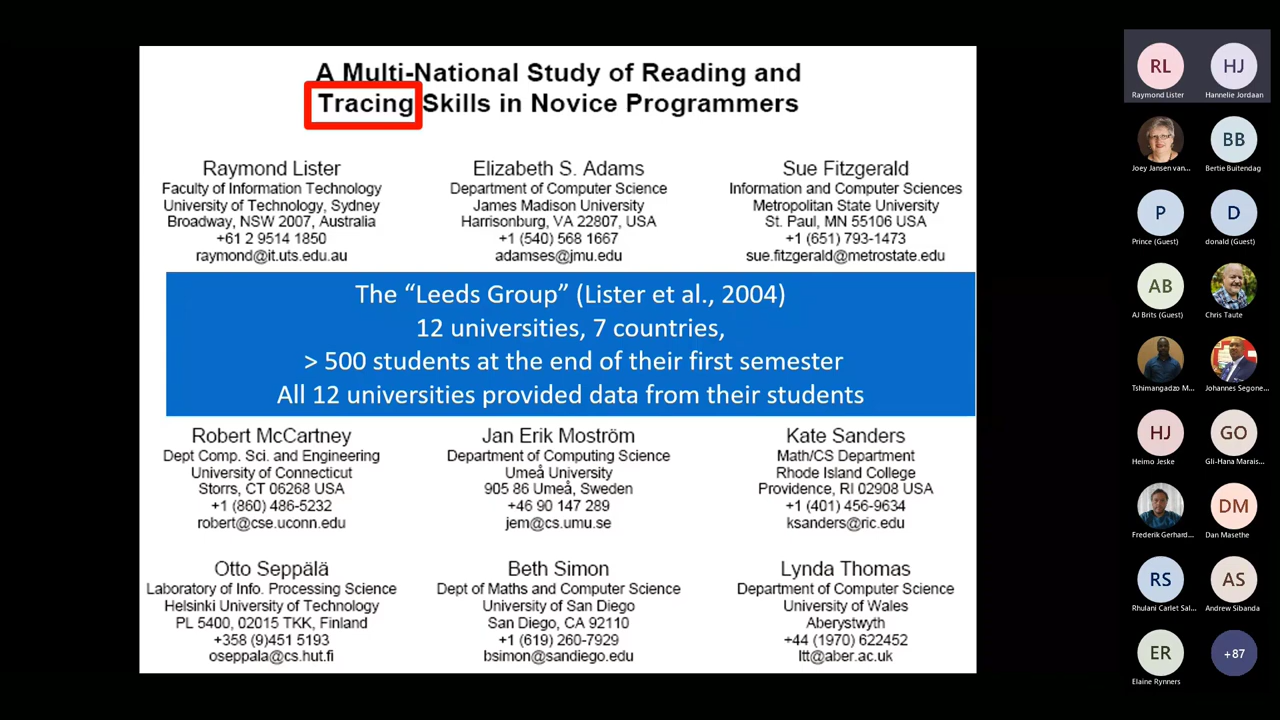 A Multi-National Study of Reading and
Tracing Skills in Novice Programmers
Raymond Lister
Faculty of Information Technology
University of Technology, Sydney
Broadway, NSW 2007, Australia
+61 2 9514 1850
raymond@it.uts.edu.au
Elizabeth S. Adams
Department of Computer Science
James Madison University
Harrisonburg, VA 22807, USA
+1 (540) 568 1667
adamses@jmu.edu
Sue Fitzgerald
Information and Computer Sciences
Metropolitan State University
St. Paul, MN 55106 USA
+1 (651) 793-1473
sue.fitzgerald@metrostate.edu
The “Leeds Group” (Lister et al., 2004)
12 universities, 7 countries,
> 500 students at the end of their first semester
All 12 universities provided data from their students
Robert McCartney
Dept Comp. Sci. and Engineering
University of Connecticut
Storrs, CT 06268 USA
+1 (860) 486-5232
robert@cse.uconn.edu
Jan Erik Moström
Department of Computing Science
Umeå University
905 86 Umeå, Sweden
+46 90 147 289
jem@cs.umu.se
Kate Sanders
Math/CS Department
Rhode Island College
Providence, RI 02908 USA
+1 (401) 456-9634
ksanders@ric.edu
Otto Seppälä
Laboratory of Info. Processing Science
Helsinki University of Technology
PL 5400, 02015 TKK, Finland
+358 (9)451 5193
oseppala@cs.hut.fi
Beth Simon
Dept of Maths and Computer Science
University of San Diego
San Diego, CA 92110
+1 (619) 260-7929
bsimon@sandiego.edu
Lynda Thomas
Department of Computer Science
University of Wales
Aberystwyth
+44 (1970) 622452
ltt@aber.ac.uk
RL
Raymond Lister
HJ
Hannelie Jordaan
Joey Jansen van...
BB
Bertie Buitendag
P
Prince (Guest)
D
donald (Guest)
AB
AJ Brits (Guest)
Chris Taute
Tshimangadzo M...
Johannes Segone...
HJ
Heimo Jeske
GO
Gli-Hana Marais...
Frederik Gerhard...
DM
Dan Masethe
RS
Rhulani Carlet Sal...
AS
Andrew Sibanda
ER
Elaine Rynners
+87